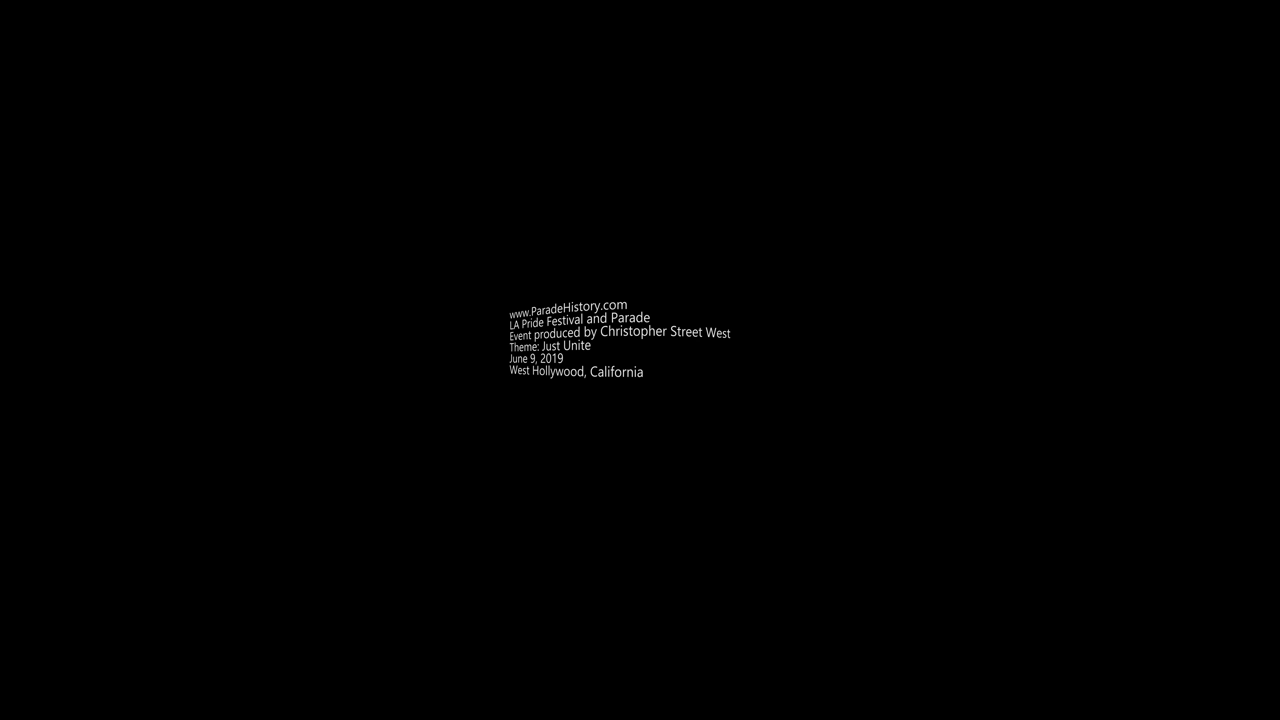 www.ParadeHistory.com
LA Pride Festival and Parade
Event produced by Christopher Street West
Theme: Just Unite
June 9, 2019
West Hollywood, California